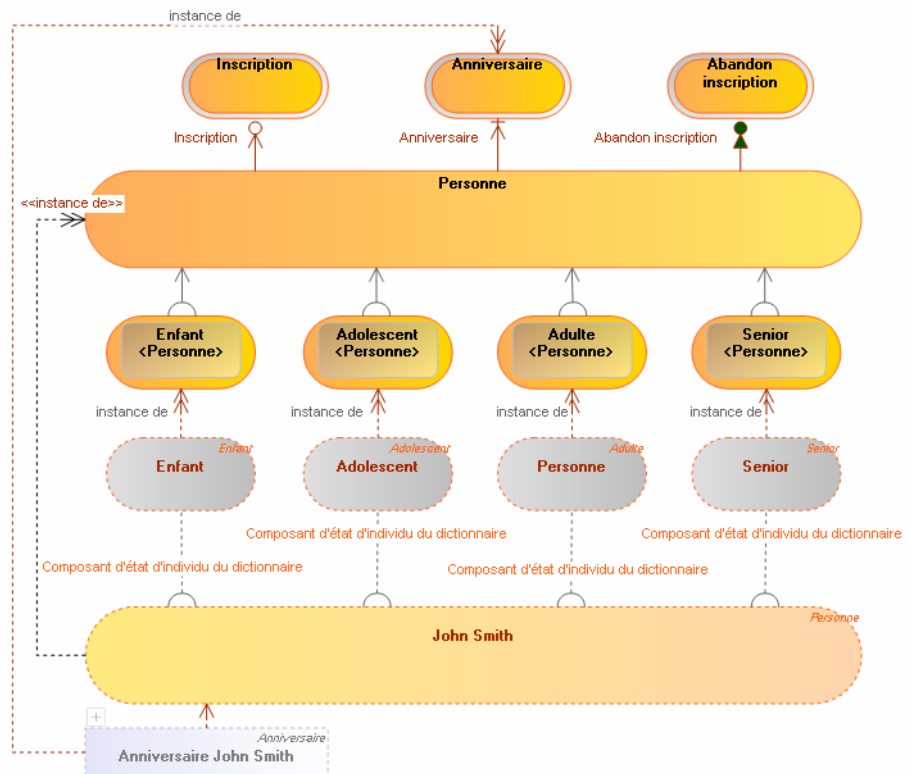 instance de
Inscription
Anniversaire
Abandon
inscription
Inscription
Anniversaire
Abandon inscription
Personne
<<instance de>>
Enfant
<Personne>
Adolescent
<Personne>
Adulte
<Personne>
Senior
<Personne>
instance de
instance de
instance de
instance de
Enfant
Enfant
Adolescent
Adolescent
Adulte
Personne
Senior
Senior
Composant d'état d'individu du dictionnaire
Composant d'état d'individu du dictionnaire
Composant d'état d'individu du dictionnaire
Composant d'état d'individu du dictionnaire
Personne
John Smith
Anniversaire
Anniversaire John Smith